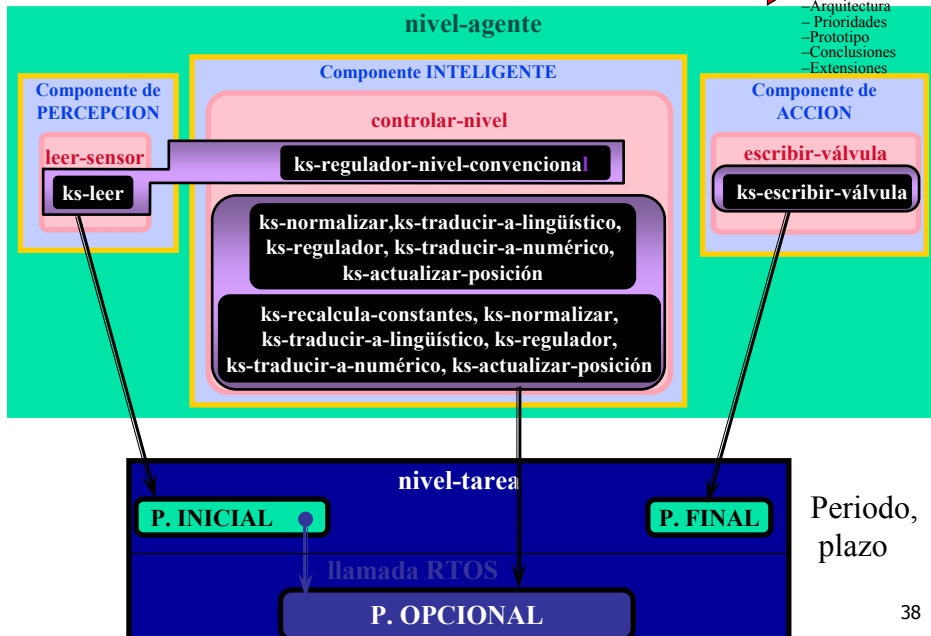 –Arquitectura
– Prioridades
–Prototipo
–Conclusiones
–Extensiones
nivel-agente
Componente de
PERCEPCION
leer-sensor
ks-leer
Componente INTELIGENTE
controlar-nivel
ks-regulador-nivel-convencional
ks-normalizar,ks-traducir-a-lingüístico,
ks-regulador, ks-traducir-a-numérico,
ks-actualizar-posición
ks-recalcula-constantes, ks-normalizar,
ks-traducir-a-lingüístico, ks-regulador,
ks-traducir-a-numérico, ks-actualizar-posición
Componente de
ACCION
escribir-válvula
ks-escribir-válvula
nivel-tarea
P. INICIAL
P. FINAL
llamada RTOS
P. OPCIONAL
Periodo,
plazo
38